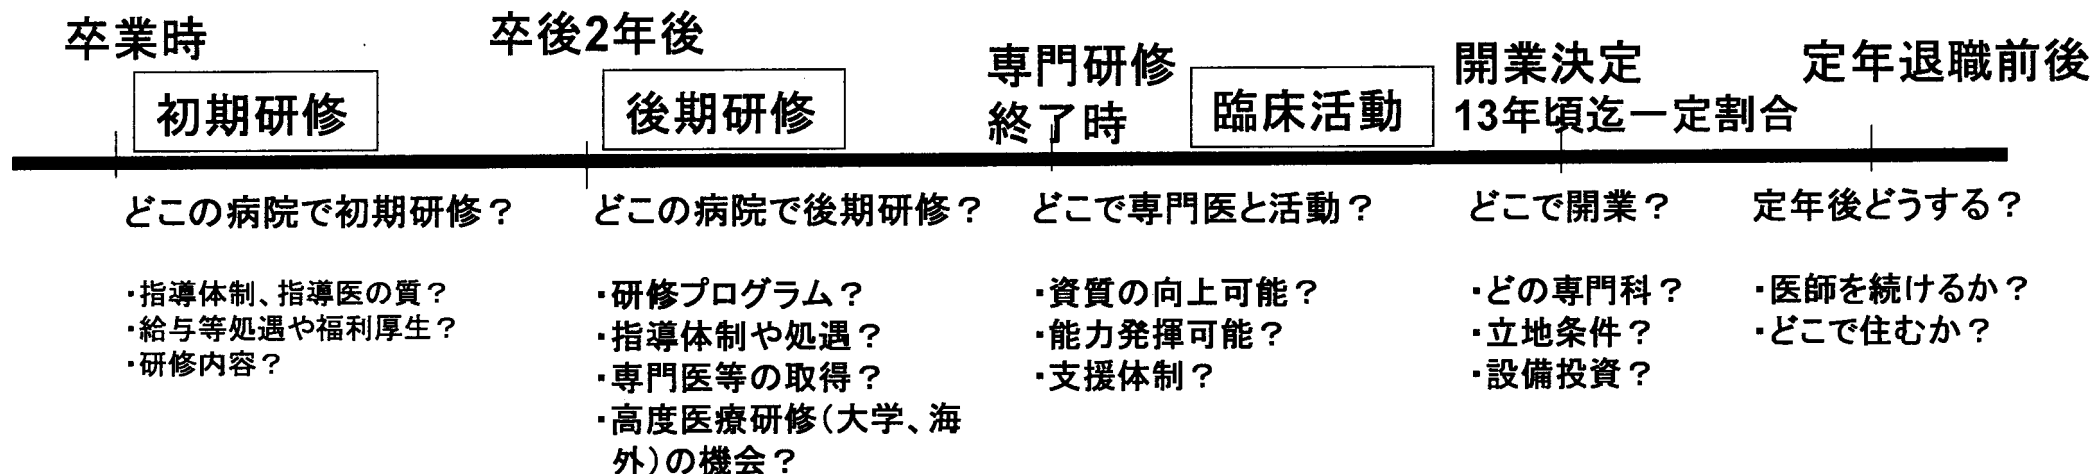 卒業時
卒後2年後
専門研修
終了時
開業決定
13年頃迄一定割合
定年退職前後
初期研修
後期研修
臨床活動
どこの病院で初期研修？
・指導体制、指導医の質？
・給与等処遇や福利厚生？
・研修内容？
どこの病院で後期研修？
・研修プログラム？
・指導体制や処遇？
・専門医等の取得？
・高度医療研修(大学、海
外)の機会？
どこで専門医と活動？
・資質の向上可能？
・能力発揮可能？
・支援体制？
どこで開業？
・どの専門科？
・立地条件？
・設備投資？
定年後どうする？
・医師を続けるか？
・どこで住むか？